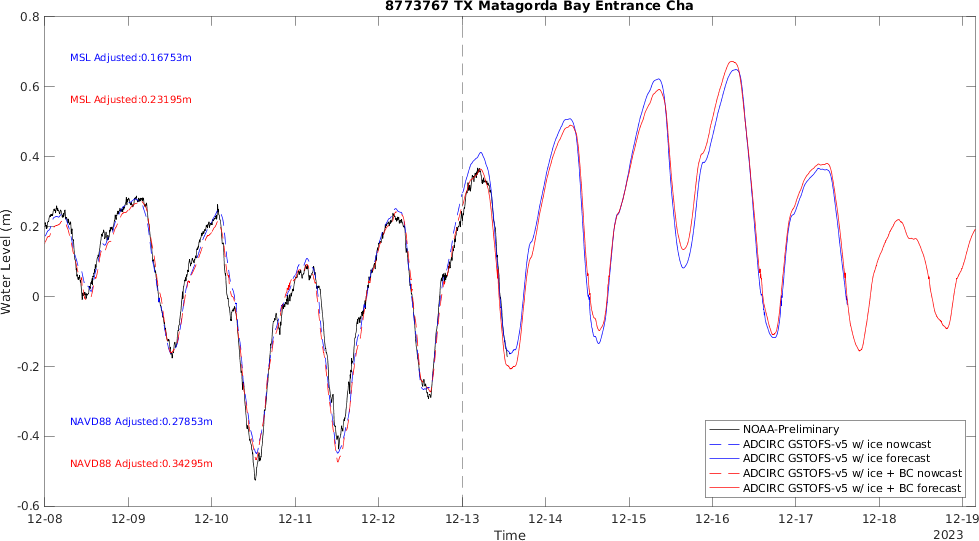 8773767 TX Matagorda Bay Entrance Cha
0.8
0.6
0.4
0.2
0
-0.2
-0.4
-0.6
Water Level (m)
MSL Adjusted:0.16753m
MSL Adjusted:0.23195m
NAVD88 Adjusted:0.27853m
NAVD88 Adjusted:0.34295m
NOAA-Preliminary
ADCIRC GSTOFS-v5 w/ ice nowcast
ADCIRC GSTOFS-v5 w/ ice forecast
ADCIRC GSTOFS-v5 w/ ice + BC nowcast
ADCIRC GSTOFS-v5 w/ ice + BC forecast
12-08 12-09 12-10 12-11 12-12 12-13 12-14 12-15 12-16 12-17 12-18 12-19
Time
2023